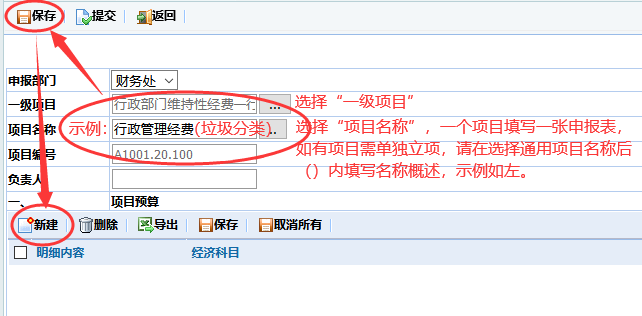 保存 提交 返回
申报部门 财务处
一级项目 行政部门维持性经费一行 ... 选择“一级项目”
项目名称 示例: 行政管理经费(垃圾分类) .. 选择“项目名称”，一个项目填写一张申报表，
如有项目需单独立项，请在选择通用项目名称后
项目编号 A1001.20.100
（）内填写名称概述，示例如左。
负责人
一、 项目预算
新建 删除 导出 保存 取消所有
明细内容 经济科目